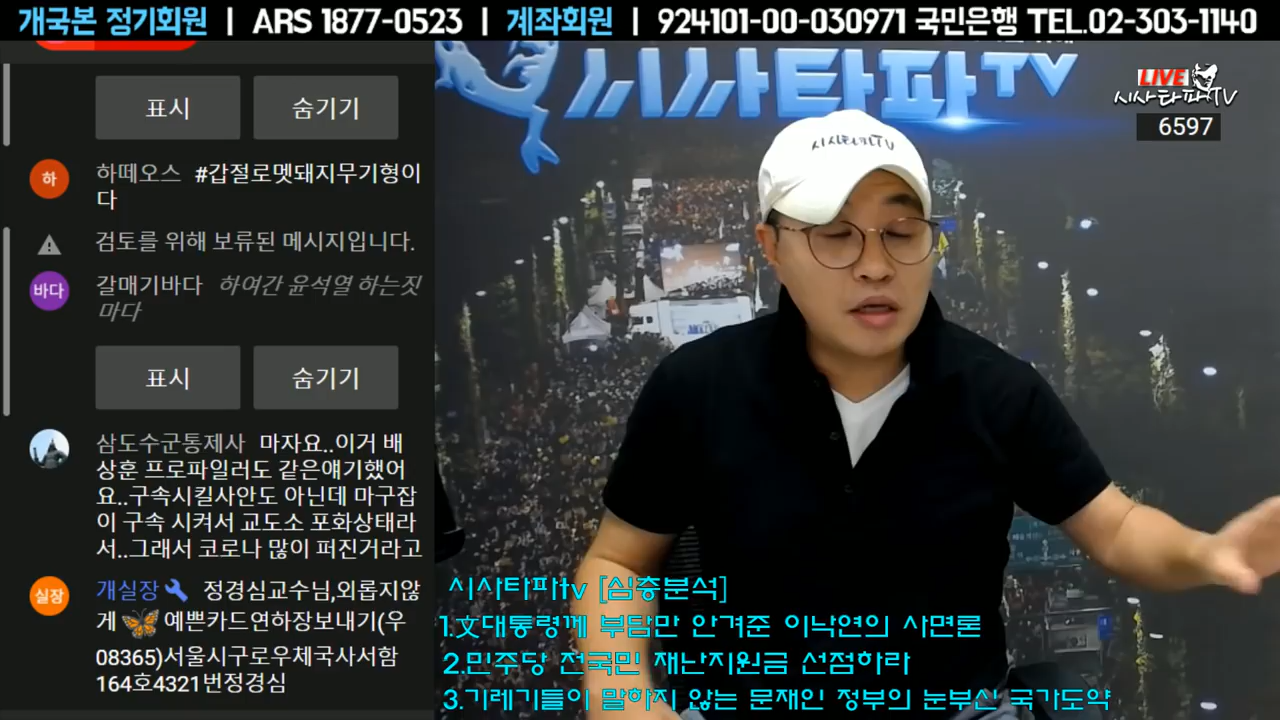 개국본 정기회원 | ARS 1877-0523 | 계좌회원 | 924101-00-030971 국민은행 TEL.02-303-1140
표시 숨기기
하 하떼오스 #갑절로멧돼지무기형이
다
검토를 위해 보류된 메시지입니다.
바다 갈매기바다 하여간 윤석열 하는짓
마다
표시 숨기기
삼도수군통제사 마자요..이거 배
상훈 프로파일러도 같은얘기했어
요..구속시킬사안도 아닌데 마구잡
이 구속 시켜서 교도소 포화상태라
서..그래서 코로나 많이 퍼진거라고
실장 개실장 정경심교수님,외롭지않
게 예쁜카드연하장보내기(우
08365)서울시구로우체국사서함
164호4321번정경심
시사타파TV
LIVE
시사타파TV
6597
시사타파TV
시사타파tv [심층분석]
1.文대통령께 부담만 안겨준 이낙연의 사면론
2.민주당 전국민 재난지원금 선점하라
3.기레기들이 말하지 않는 문재인 정부의 눈부신 국가도약